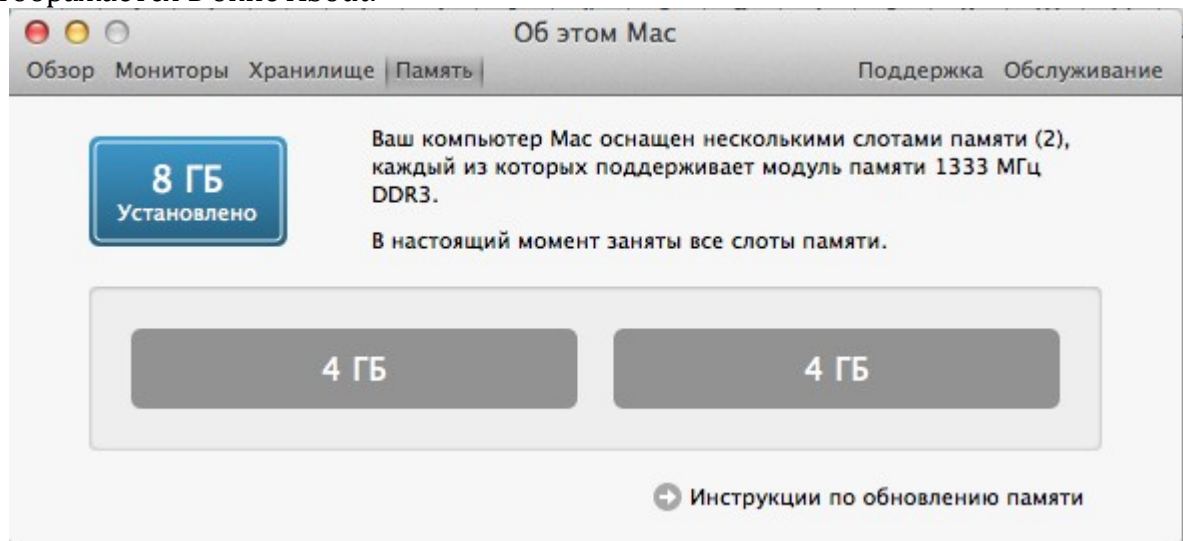 Об этом Mac
Обзор Мониторы Хранилище Память Поддержка Обслуживание
8 ГБ
Установлено
Ваш компьютер Mac оснащен несколькими слотами памяти (2),
каждый из которых поддерживает модуль памяти 1333 МГц
DDR3.
В настоящий момент заняты все слоты памяти.
4 ГБ 4 ГБ
Инструкции по обновлению памяти